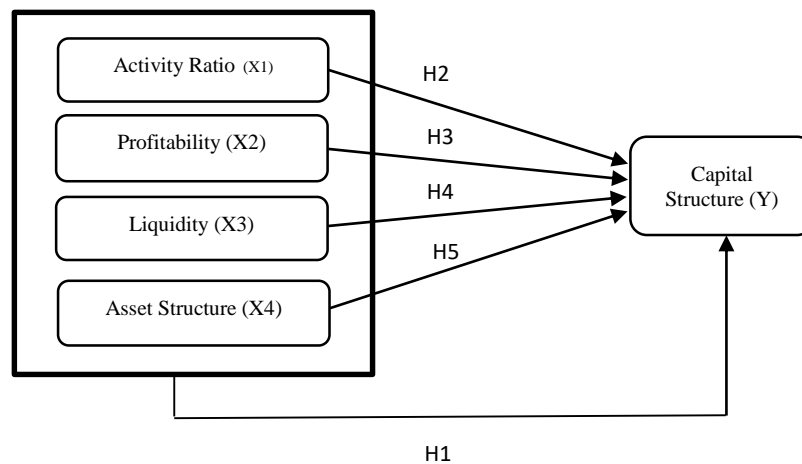 Activity Ratio (X1)
H2
Profitability (X2)
H3
Capital
Structure (Y)
Liquidity (X3)
H4
H5
Asset Structure (X4)
H1